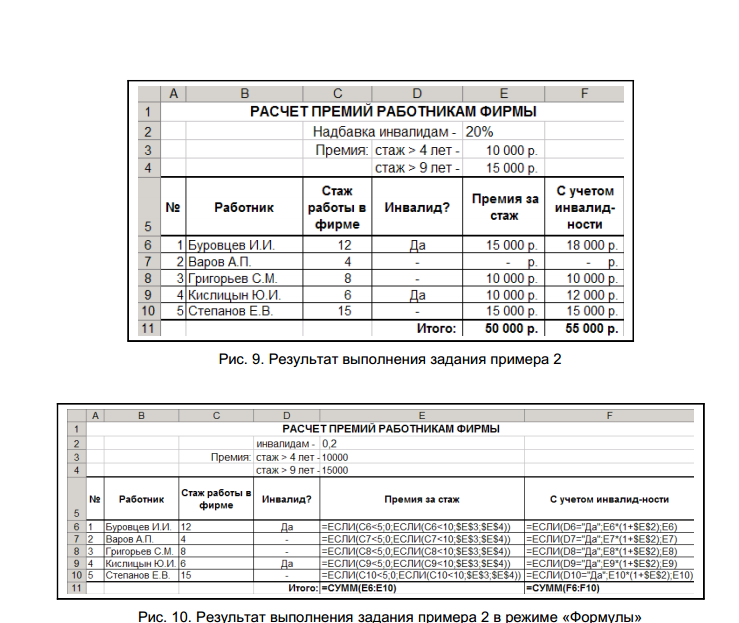 A B C D E F
1 РАСЧЕТ ПРЕМИЙ РАБОТНИКАМ ФИРМЫ
2 Надбавка инвалидам - 20%
3 Премия: стаж > 4 лет - 10 000 р.
4 стаж > 9 лет - 15 000 р.
5 № Работник Стаж работы в фирме Инвалид? Премия за стаж С учетом инвалид-ности
6 1 Буровцев И.И. 12 Да 15 000 р. 18 000 р.
7 2 Варов А.П. 4 - - р. - р.
8 3 Григорьев С.М. 8 - 10 000 р. 10 000 р.
9 4 Кислицын Ю.И. 6 Да 10 000 р. 12 000 р.
10 5 Степанов Е.В. 15 - 15 000 р. 15 000 р.
11 Итого: 50 000 р. 55 000 р.
Рис. 9. Результат выполнения задания примера 2
A B C D E F
1 РАСЧЕТ ПРЕМИЙ РАБОТНИКАМ ФИРМЫ
2 инвалидам - 0,2
3 Премия: стаж > 4 лет - 10000
4 стаж > 9 лет - 15000
5 № Работник Стаж работы в фирме Инвалид? Премия за стаж С учетом инвалид-ности
6 1 Буровцев И.И. 12 Да =ЕСЛИ(C6<5;0;ЕСЛИ(C6<10;$E$3;$E$4)) =ЕСЛИ(D6="Да";E6*(1+$E$2);E6)
7 2 Варов А.П. 4 - =ЕСЛИ(C7<5;0;ЕСЛИ(C7<10;$E$3;$E$4)) =ЕСЛИ(D7="Да";E7*(1+$E$2);E7)
8 3 Григорьев С.М. 8 - =ЕСЛИ(C8<5;0;ЕСЛИ(C8<10;$E$3;$E$4)) =ЕСЛИ(D8="Да";E8*(1+$E$2);E8)
9 4 Кислицын Ю.И. 6 Да =ЕСЛИ(C9<5;0;ЕСЛИ(C9<10;$E$3;$E$4)) =ЕСЛИ(D9="Да";E9*(1+$E$2);E9)
10 5 Степанов Е.В. 15 - =ЕСЛИ(C10<5;0;ЕСЛИ(C10<10;$E$3;$E$4)) =ЕСЛИ(D10="Да";E10*(1+$E$2);E10)
11 Итого: =СУММ(E6:E10) =СУММ(F6:F10)
Рис. 10. Результат выполнения задания примера 2 в режиме «Формулы»